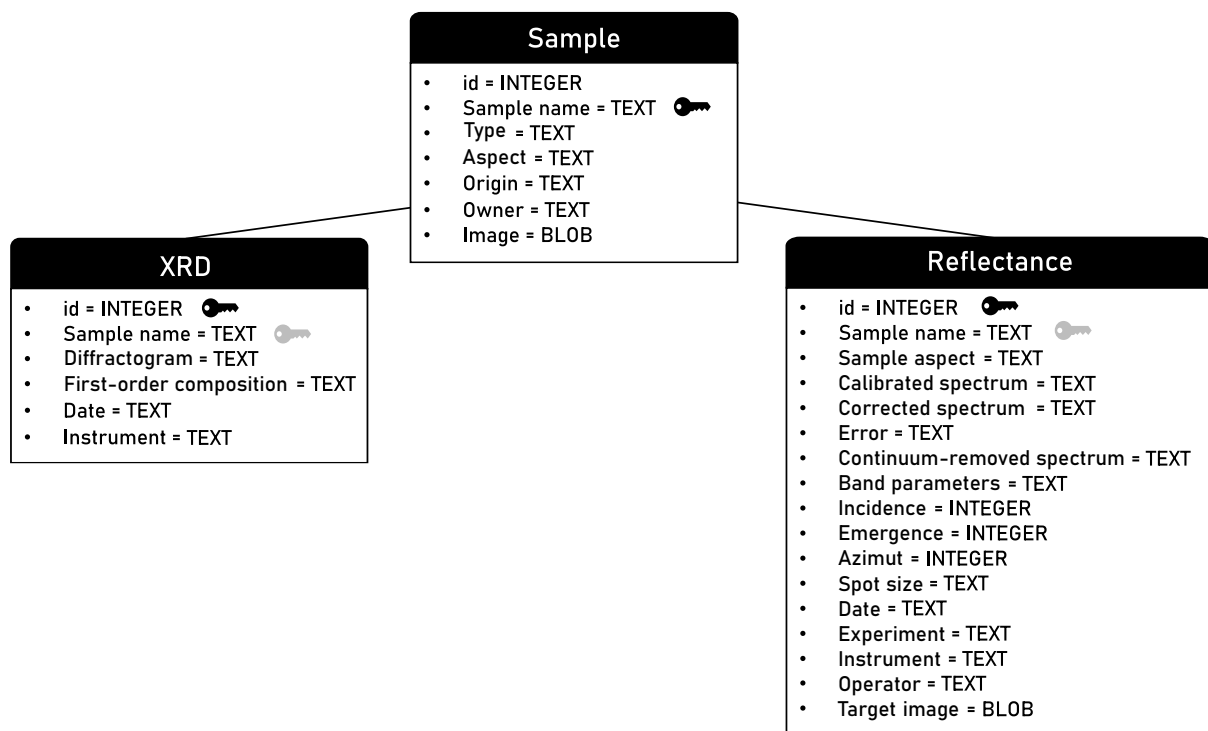 Sample
• id = INTEGER
• Sample name = TEXT
• Type = TEXT
• Aspect = TEXT
• Origin = TEXT
• Owner = TEXT
• Image = BLOB
XRD
• id = INTEGER
• Sample name = TEXT
• Diffractogram = TEXT
• First-order composition = TEXT
• Date = TEXT
• Instrument = TEXT
Reflectance
• id = INTEGER
• Sample name = TEXT
• Sample aspect = TEXT
• Calibrated spectrum = TEXT
• Corrected spectrum = TEXT
• Error = TEXT
• Continuum-removed spectrum = TEXT
• Band parameters = TEXT
• Incidence = INTEGER
• Emergence = INTEGER
• Azimut = INTEGER
• Spot size = TEXT
• Date = TEXT
• Experiment = TEXT
• Instrument = TEXT
• Operator = TEXT
• Target image = BLOB